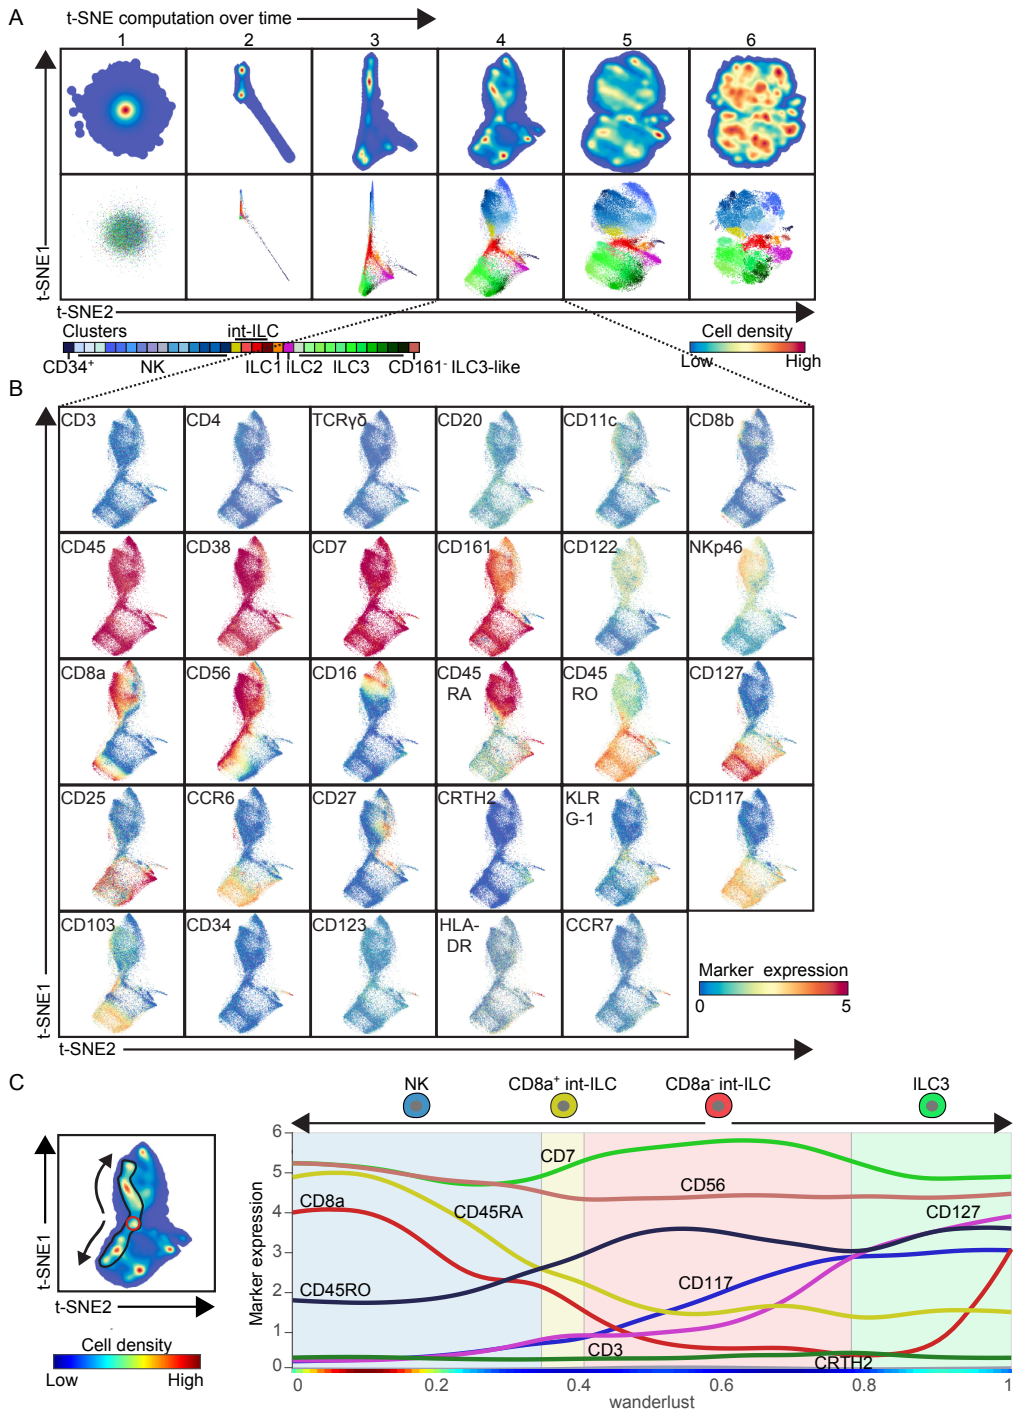 A
t-SNE computation over time
1 2 3 4 5 6
t-SNE1
t-SNE2
Clusters
int-ILC
CD34+
NK
ILC1
ILC2
ILC3
CD161- ILC3-like
Cell density
Low
High
B
CD3 CD4 TCRγδ CD20 CD11c CD8b
CD45 CD38 CD7 CD161 CD122 NKp46
CD8a CD56 CD16 CD45 RA CD45 RO CD127
CD25 CCR6 CD27 CRTH2 KLR G-1 CD117
CD103 CD34 CD123 HLA-DR CCR7
Marker expression
0 5
t-SNE1
t-SNE2
C
NK
CD8a+ int-ILC
CD8a- int-ILC
ILC3
t-SNE1
t-SNE2
Cell density
Low
High
Marker expression
6
5
4
3
2
1
0
CD7
CD56
CD8a
CD45RA
CD127
CD45RO
CD117
CD3
CRTH2
0 0.2 0.4 0.6 0.8 1
wanderlust